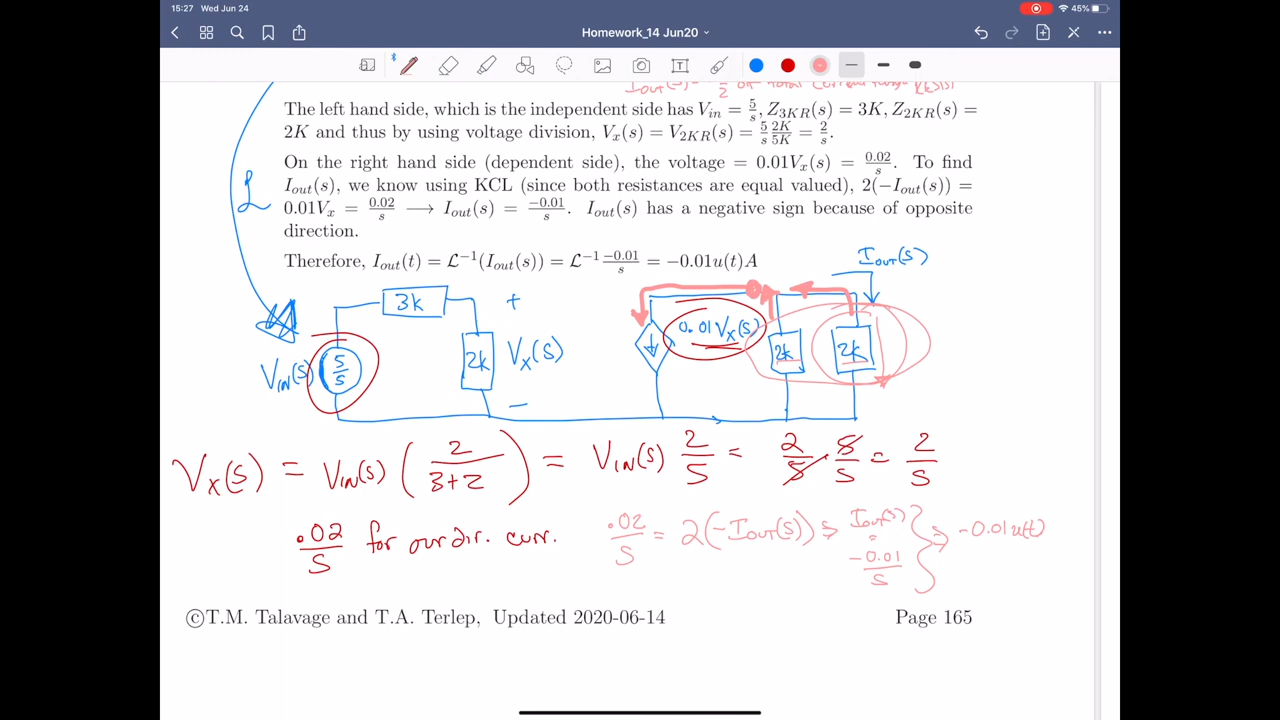 15:27 Wed Jun 24
45%
Homework_14 Jun20
The left hand side, which is the independent side has V_in = 5/s, Z_3KR(s) = 3K, Z_2KR(s) =
2K and thus by using voltage division, V_x(s) = V_2KR(s) = 5/s 2K/5K = 2/s.
On the right hand side (dependent side), the voltage = 0.01V_x(s) = 0.02/s. To find
I_out(s), we know using KCL (since both resistances are equal valued), 2(−I_out(s)) =
0.01V_x = 0.02/s ⟶ I_out(s) = −0.01/s. I_out(s) has a negative sign because of opposite
direction.
Therefore, I_out(t) = ℒ⁻¹(I_out(s)) = ℒ⁻¹ −0.01/s = −0.01u(t)A
ℒ
I_OUT(s)
3k
+
0.01 V_x(s)
V_IN(s)
5/s
2k
V_x(s)
2k
2k
−
V_x(s) = V_IN(s) (2/(3+2)) = V_IN(s) 2/5 = 2/5 · 5/s = 2/s
.02/s for our dir. curr.
.02/s = 2(−I_OUT(s)) ⇒ I_OUT(s) = −0.01/s } ⇒ −0.01u(t)
©T.M. Talavage and T.A. Terlep, Updated 2020-06-14
Page 165